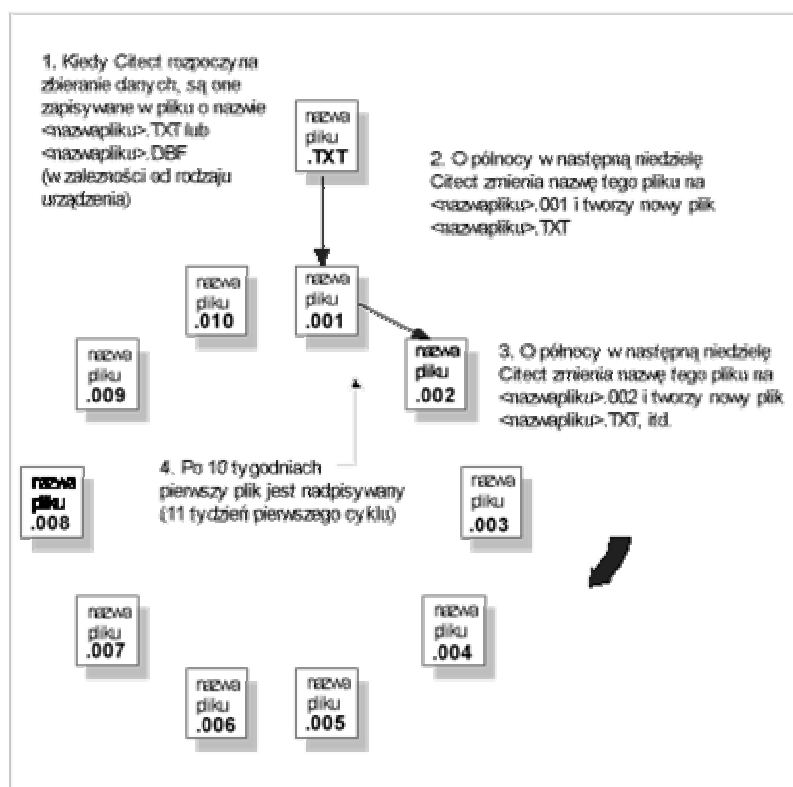 1. Kiedy Citect rozpoczyna
zbieranie danych, są one
zapisywane w pliku o nazwie
<nazwapliku>.TXT lub
<nazwapliku>.DBF
(w zależności od rodzaju
urządzenia)
nazwa
pliku
.TXT
2. O północy w następną niedzielę
Citect zmienia nazwę tego pliku na
<nazwapliku>.001 i tworzy nowy plik
<nazwapliku>.TXT
nazwa
pliku
.010
nazwa
pliku
.001
nazwa
pliku
.009
nazwa
pliku
.002
3. O północy w następną niedzielę
Citect zmienia nazwę tego pliku na
<nazwapliku>.002 i tworzy nowy plik
<nazwapliku>.TXT, itd.
4. Po 10 tygodniach
pierwszy plik jest nadpisywany
(11 tydzień pierwszego cyklu)
nazwa
pliku
.008
nazwa
pliku
.003
nazwa
pliku
.007
nazwa
pliku
.004
nazwa
pliku
.006
nazwa
pliku
.005